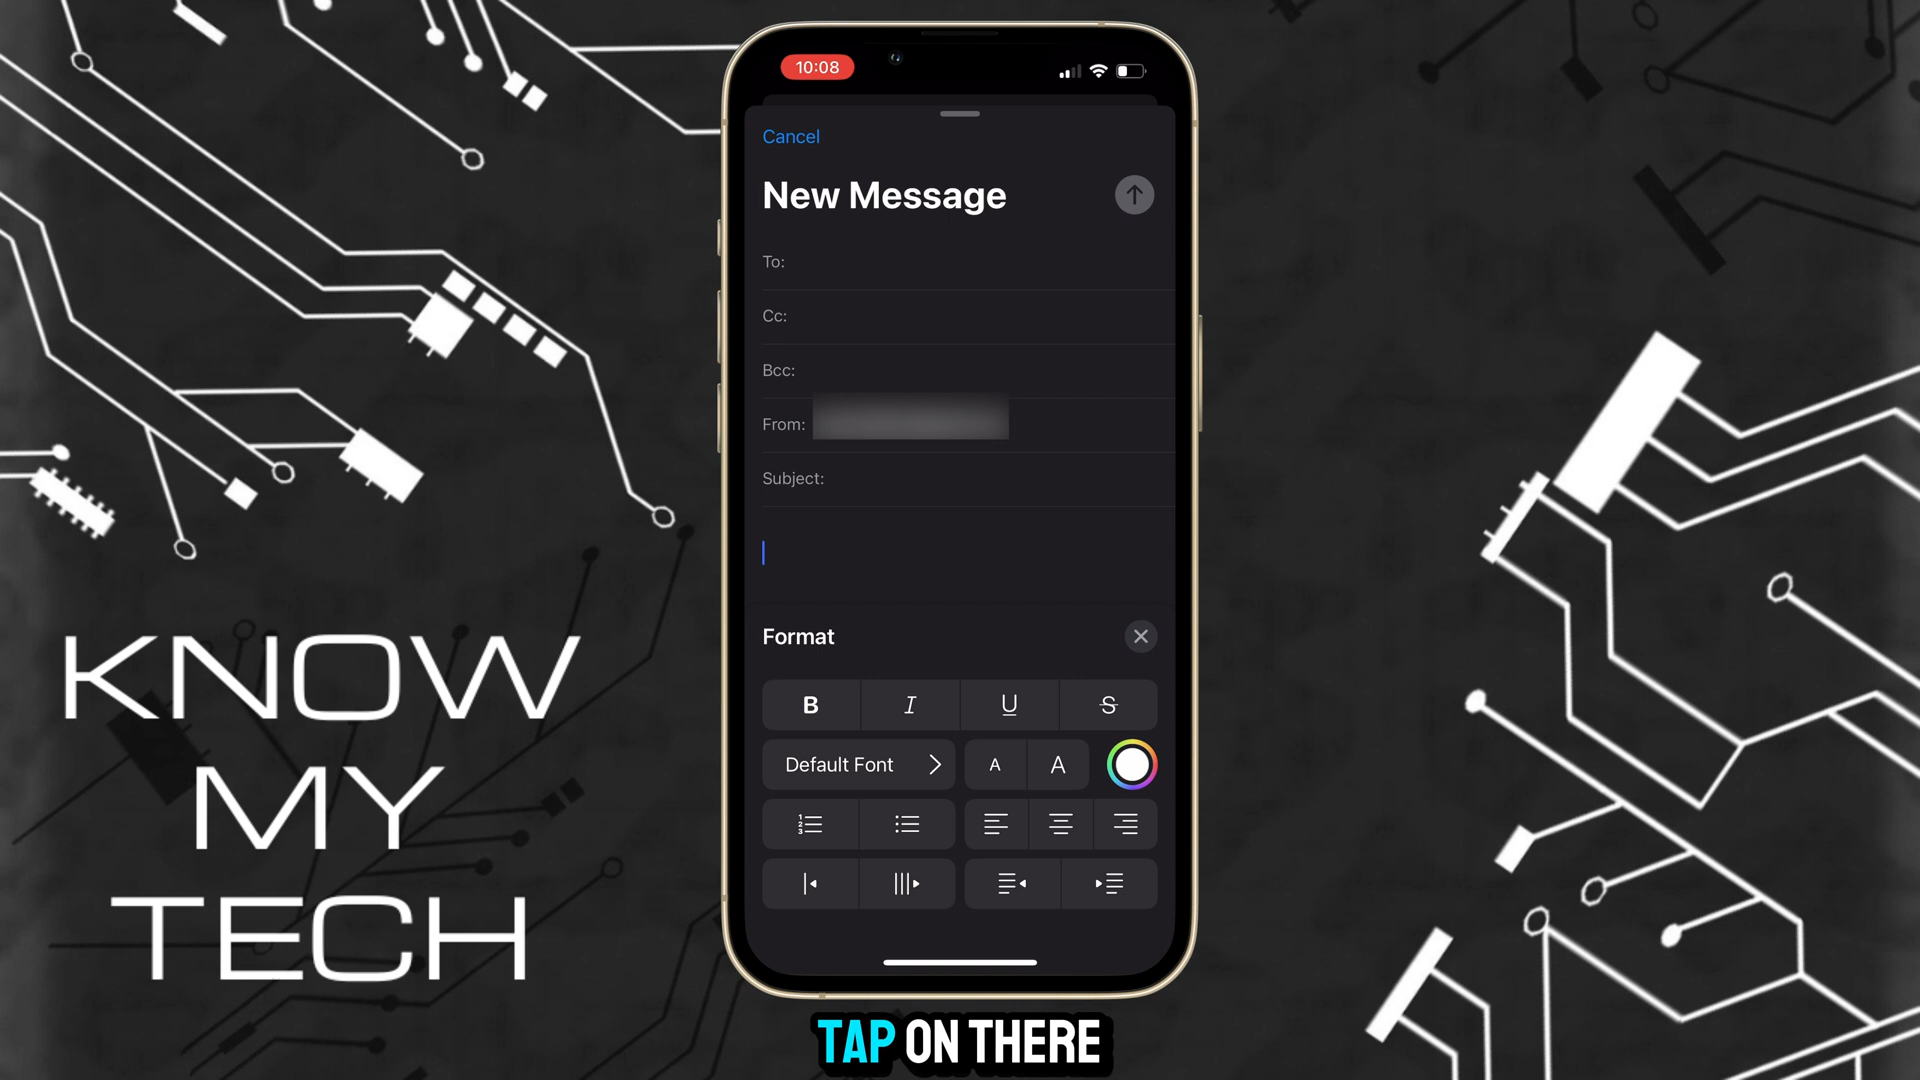 10:08
Cancel
New Message
To:
Cc:
Bcc:
From:
Subject:
Format
B I U S
Default Font A A
KNOW
MY
TECH
TAP ON THERE